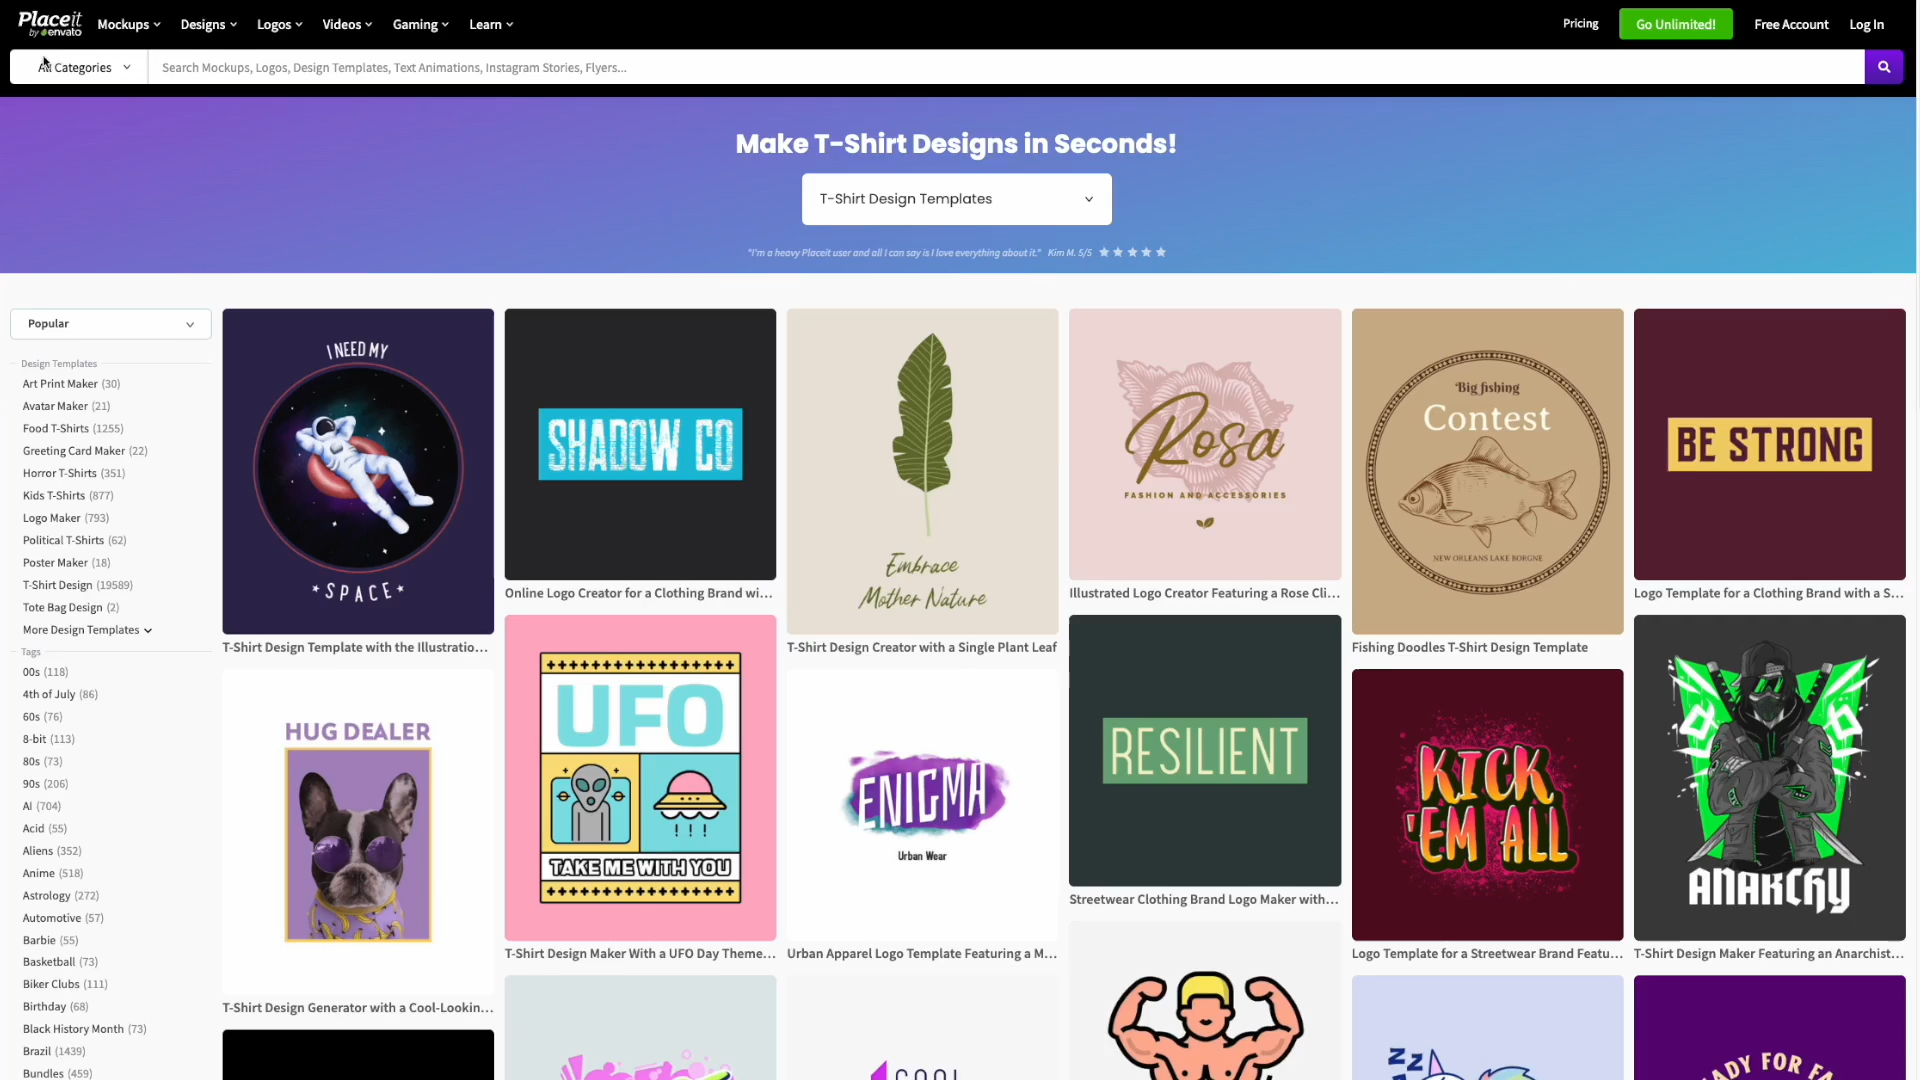 Placeit
by envato
Mockups
Designs
Logos
Videos
Gaming
Learn
Pricing
Go Unlimited!
Free Account
Log In
All Categories
Search Mockups, Logos, Design Templates, Text Animations, Instagram Stories, Flyers...
Make T-Shirt Designs in Seconds!
T-Shirt Design Templates
"I'm a heavy Placeit user and all I can say is I love everything about it." Kim M. 5/5
Popular
Design Templates
Art Print Maker (30)
Avatar Maker (21)
Food T-Shirts (1255)
Greeting Card Maker (22)
Horror T-Shirts (351)
Kids T-Shirts (877)
Logo Maker (793)
Political T-Shirts (62)
Poster Maker (18)
T-Shirt Design (19589)
Tote Bag Design (2)
More Design Templates
Tags
00s (118)
4th of July (86)
60s (76)
8-bit (113)
80s (73)
90s (206)
AI (704)
Acid (55)
Aliens (352)
Anime (518)
Astrology (272)
Automotive (57)
Barbie (55)
Basketball (73)
Biker Clubs (111)
Birthday (68)
Black History Month (73)
Brazil (1439)
Bundles (459)
I NEED MY
SPACE
T-Shirt Design Template with the Illustratio...
HUG DEALER
T-Shirt Design Generator with a Cool-Lookin...
SHADOW CO
Online Logo Creator for a Clothing Brand wi...
UFO
TAKE ME WITH YOU
T-Shirt Design Maker With a UFO Day Theme...
Embrace
Mother Nature
T-Shirt Design Creator with a Single Plant Leaf
ENIGMA
Urban Wear
Urban Apparel Logo Template Featuring a M...
COOL
Rosa
FASHION AND ACCESSORIES
Illustrated Logo Creator Featuring a Rose Cli...
RESILIENT
Streetwear Clothing Brand Logo Maker with...
Big fishing
Contest
NEW ORLEANS LAKE BORGNE
Fishing Doodles T-Shirt Design Template
KICK
'EM ALL
Logo Template for a Streetwear Brand Featu...
BE STRONG
Logo Template for a Clothing Brand with a S...
ANARCHY
T-Shirt Design Maker Featuring an Anarchist...